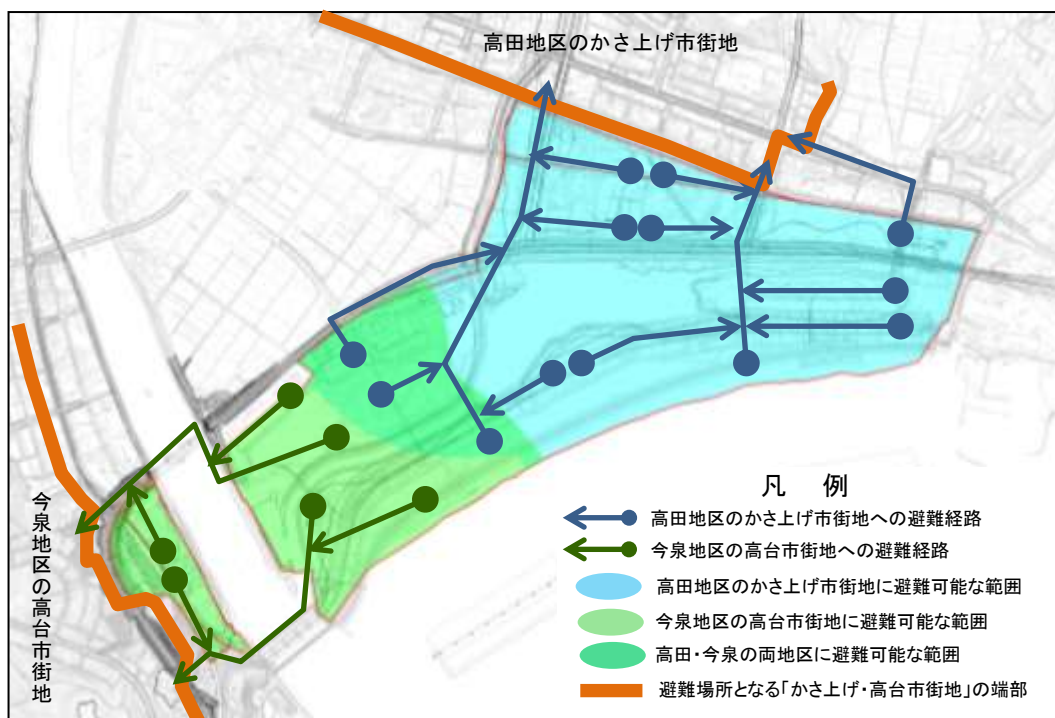 高田地区のかさ上げ市街地
今泉地区の高台市街地
凡 例
高田地区のかさ上げ市街地への避難経路
今泉地区の高台市街地への避難経路
高田地区のかさ上げ市街地に避難可能な範囲
今泉地区の高台市街地に避難可能な範囲
高田・今泉の両地区に避難可能な範囲
避難場所となる「かさ上げ・高台市街地」の端部